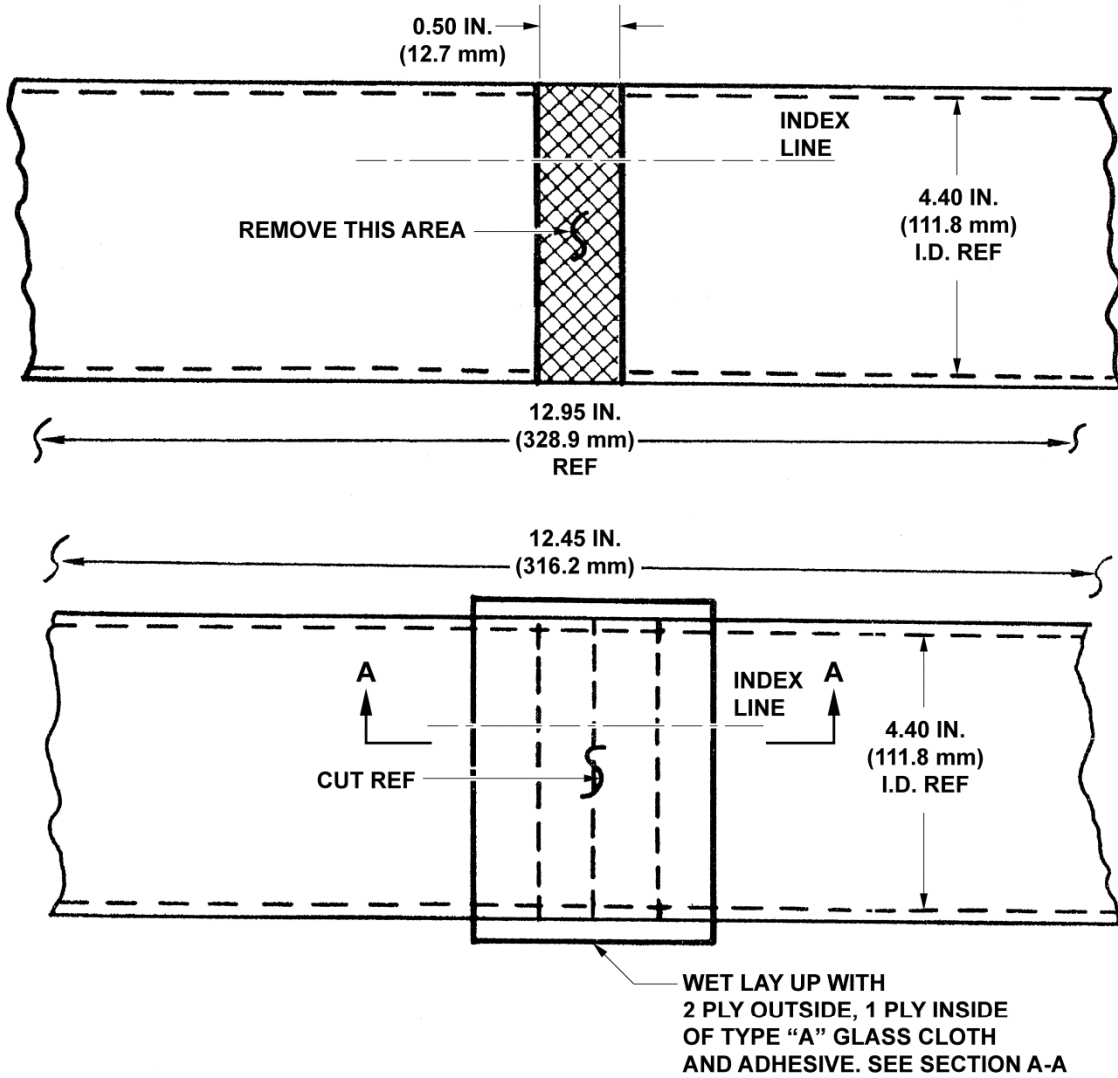 0.50 IN.
(12.7 mm)
INDEX
LINE
REMOVE THIS AREA
4.40 IN.
(111.8 mm)
I.D. REF
12.95 IN.
(328.9 mm)
REF
12.45 IN.
(316.2 mm)
A
A
INDEX
LINE
CUT REF
4.40 IN.
(111.8 mm)
I.D. REF
WET LAY UP WITH
2 PLY OUTSIDE, 1 PLY INSIDE
OF TYPE “A” GLASS CLOTH
AND ADHESIVE. SEE SECTION A-A